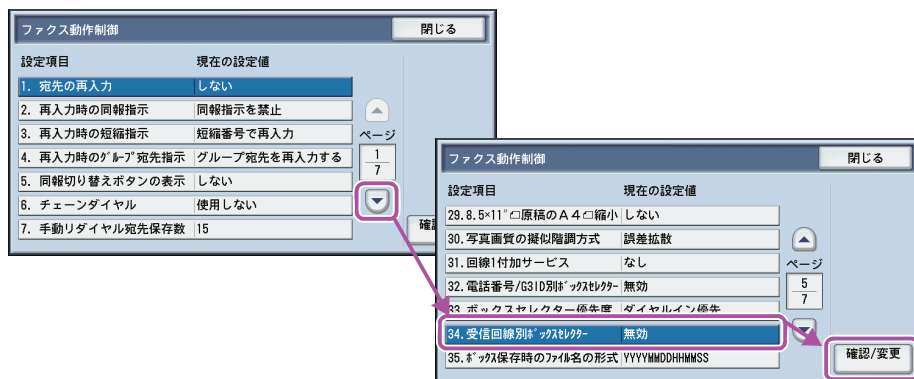 ファクス動作制御
閉じる
設定項目 現在の設定値
1. 宛先の再入力 しない
2. 再入力時の同報指示 同報指示を禁止
3. 再入力時の短縮指示 短縮番号で再入力
4. 再入力時のｸﾞﾙｰﾌﾟ宛先指示 グループ宛先を再入力する
5. 同報切り替えボタンの表示 しない
6. チェーンダイヤル 使用しない
7. 手動リダイヤル宛先保存数 15
ページ
1
7
ファクス動作制御
閉じる
設定項目 現在の設定値
29.8.5×11"原稿のＡ４縮小 しない
30.写真画質の擬似階調方式 誤差拡散
31.回線1付加サービス なし
32.電話番号/G3ID別ﾎﾞｯｸｽｾﾚｸﾀｰ 無効
33.ボックスセレクター優先度 ダイヤルイン優先
34.受信回線別ﾎﾞｯｸｽｾﾚｸﾀｰ 無効
35.ﾎﾞｯｸｽ保存時のﾌｧｲﾙ名の形式 YYYYMMDDHHMMSS
ページ
5
7
確認/変更